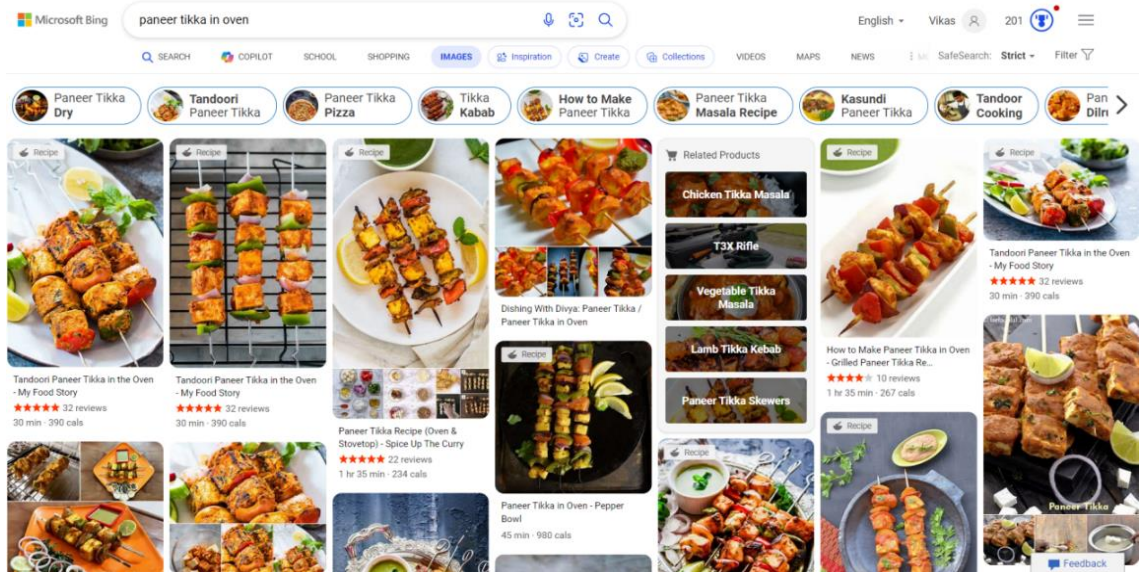 Microsoft Bing
paneer tikka in oven
English
Vikas
201
SEARCH
COPILOT
SCHOOL
SHOPPING
IMAGES
Inspiration
Create
Collections
VIDEOS
MAPS
NEWS
SafeSearch: Strict
Filter
Paneer Tikka
Dry
Tandoori
Paneer Tikka
Paneer Tikka
Pizza
Tikka
Kabab
How to Make
Paneer Tikka
Paneer Tikka
Masala Recipe
Kasundi
Paneer Tikka
Tandoor
Cooking
Recipe
Tandoori Paneer Tikka in the Oven
- My Food Story
32 reviews
30 min · 390 cals
Recipe
Tandoori Paneer Tikka in the Oven
- My Food Story
32 reviews
30 min · 390 cals
Recipe
Paneer Tikka Recipe (Oven &
Stovetop) - Spice Up The Curry
22 reviews
1 hr 35 min · 234 cals
Dishing With Divya: Paneer Tikka /
Paneer Tikka in Oven
Recipe
Paneer Tikka in Oven - Pepper
Bowl
45 min · 980 cals
Related Products
Chicken Tikka Masala
T3X Rifle
Vegetable Tikka
Masala
Lamb Tikka Kebab
Paneer Tikka Skewers
Recipe
Recipe
How to Make Paneer Tikka in Oven
- Grilled Paneer Tikka Re...
10 reviews
1 hr 35 min · 267 cals
Recipe
Recipe
Tandoori Paneer Tikka in the Oven
- My Food Story
32 reviews
30 min · 390 cals
Paneer Tikka
Feedback